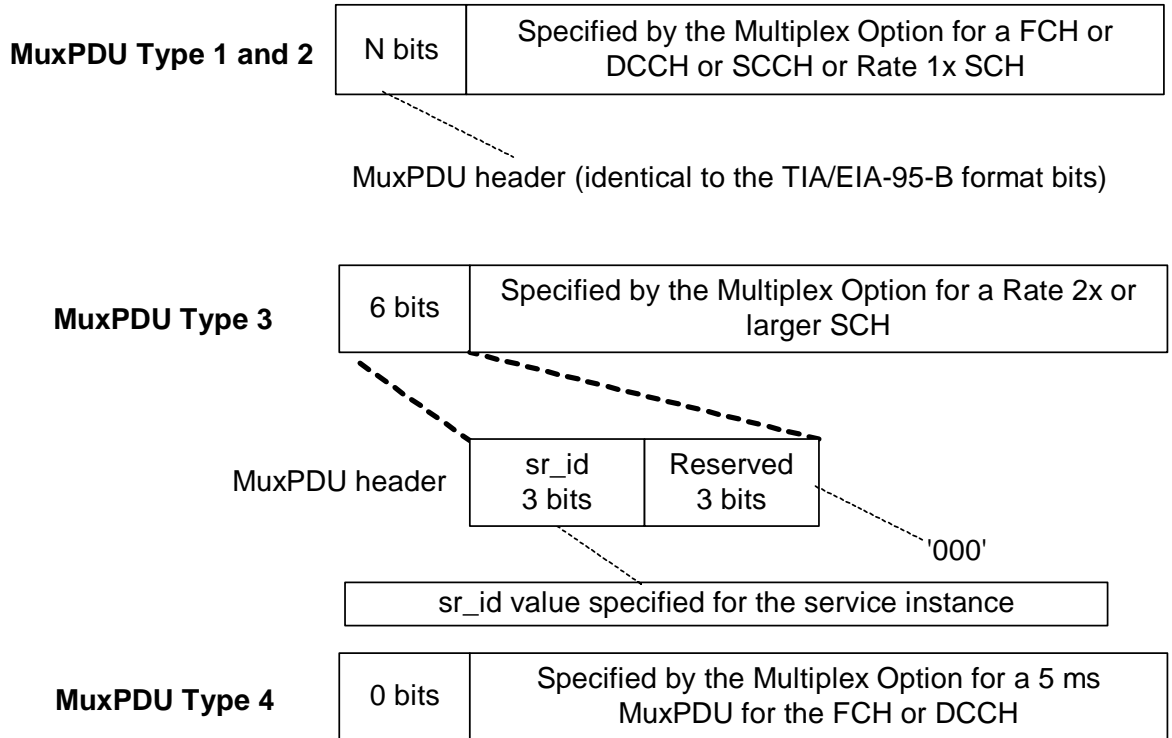 MuxPDU Type 1 and 2
N bits
Specified by the Multiplex Option for a FCH or
DCCH or SCCH or Rate 1x SCH
MuxPDU header (identical to the TIA/EIA-95-B format bits)
MuxPDU Type 3
6 bits
Specified by the Multiplex Option for a Rate 2x or
larger SCH
MuxPDU header
sr_id
3 bits
Reserved
3 bits
'000'
sr_id value specified for the service instance
MuxPDU Type 4
0 bits
Specified by the Multiplex Option for a 5 ms
MuxPDU for the FCH or DCCH